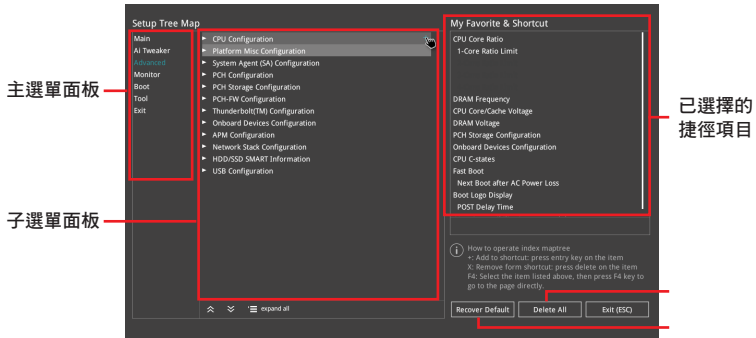 Setup Tree Map
My Favorite & Shortcut
Main
Ai Tweaker
Advanced
Monitor
Boot
Tool
Exit
CPU Configuration
Platform Misc Configuration
System Agent (SA) Configuration
PCH Configuration
PCH Storage Configuration
PCH-FW Configuration
Thunderbolt(TM) Configuration
Onboard Devices Configuration
APM Configuration
Network Stack Configuration
HDD/SSD SMART Information
USB Configuration
CPU Core Ratio
1-Core Ratio Limit
DRAM Frequency
CPU Core/Cache Voltage
DRAM Voltage
PCH Storage Configuration
Onboard Devices Configuration
CPU C-states
Fast Boot
Next Boot after AC Power Loss
Boot Logo Display
POST Delay Time
主選單面板
子選單面板
已選擇的
捷徑項目
How to operate index maptree
+: Add to shortcut: press entry key on the item
X: Remove form shortcut: press delete on the item
F4: Select the item listed above, then press F4 key to
go to the page directly.
expand all
Recover Default
Delete All
Exit (ESC)